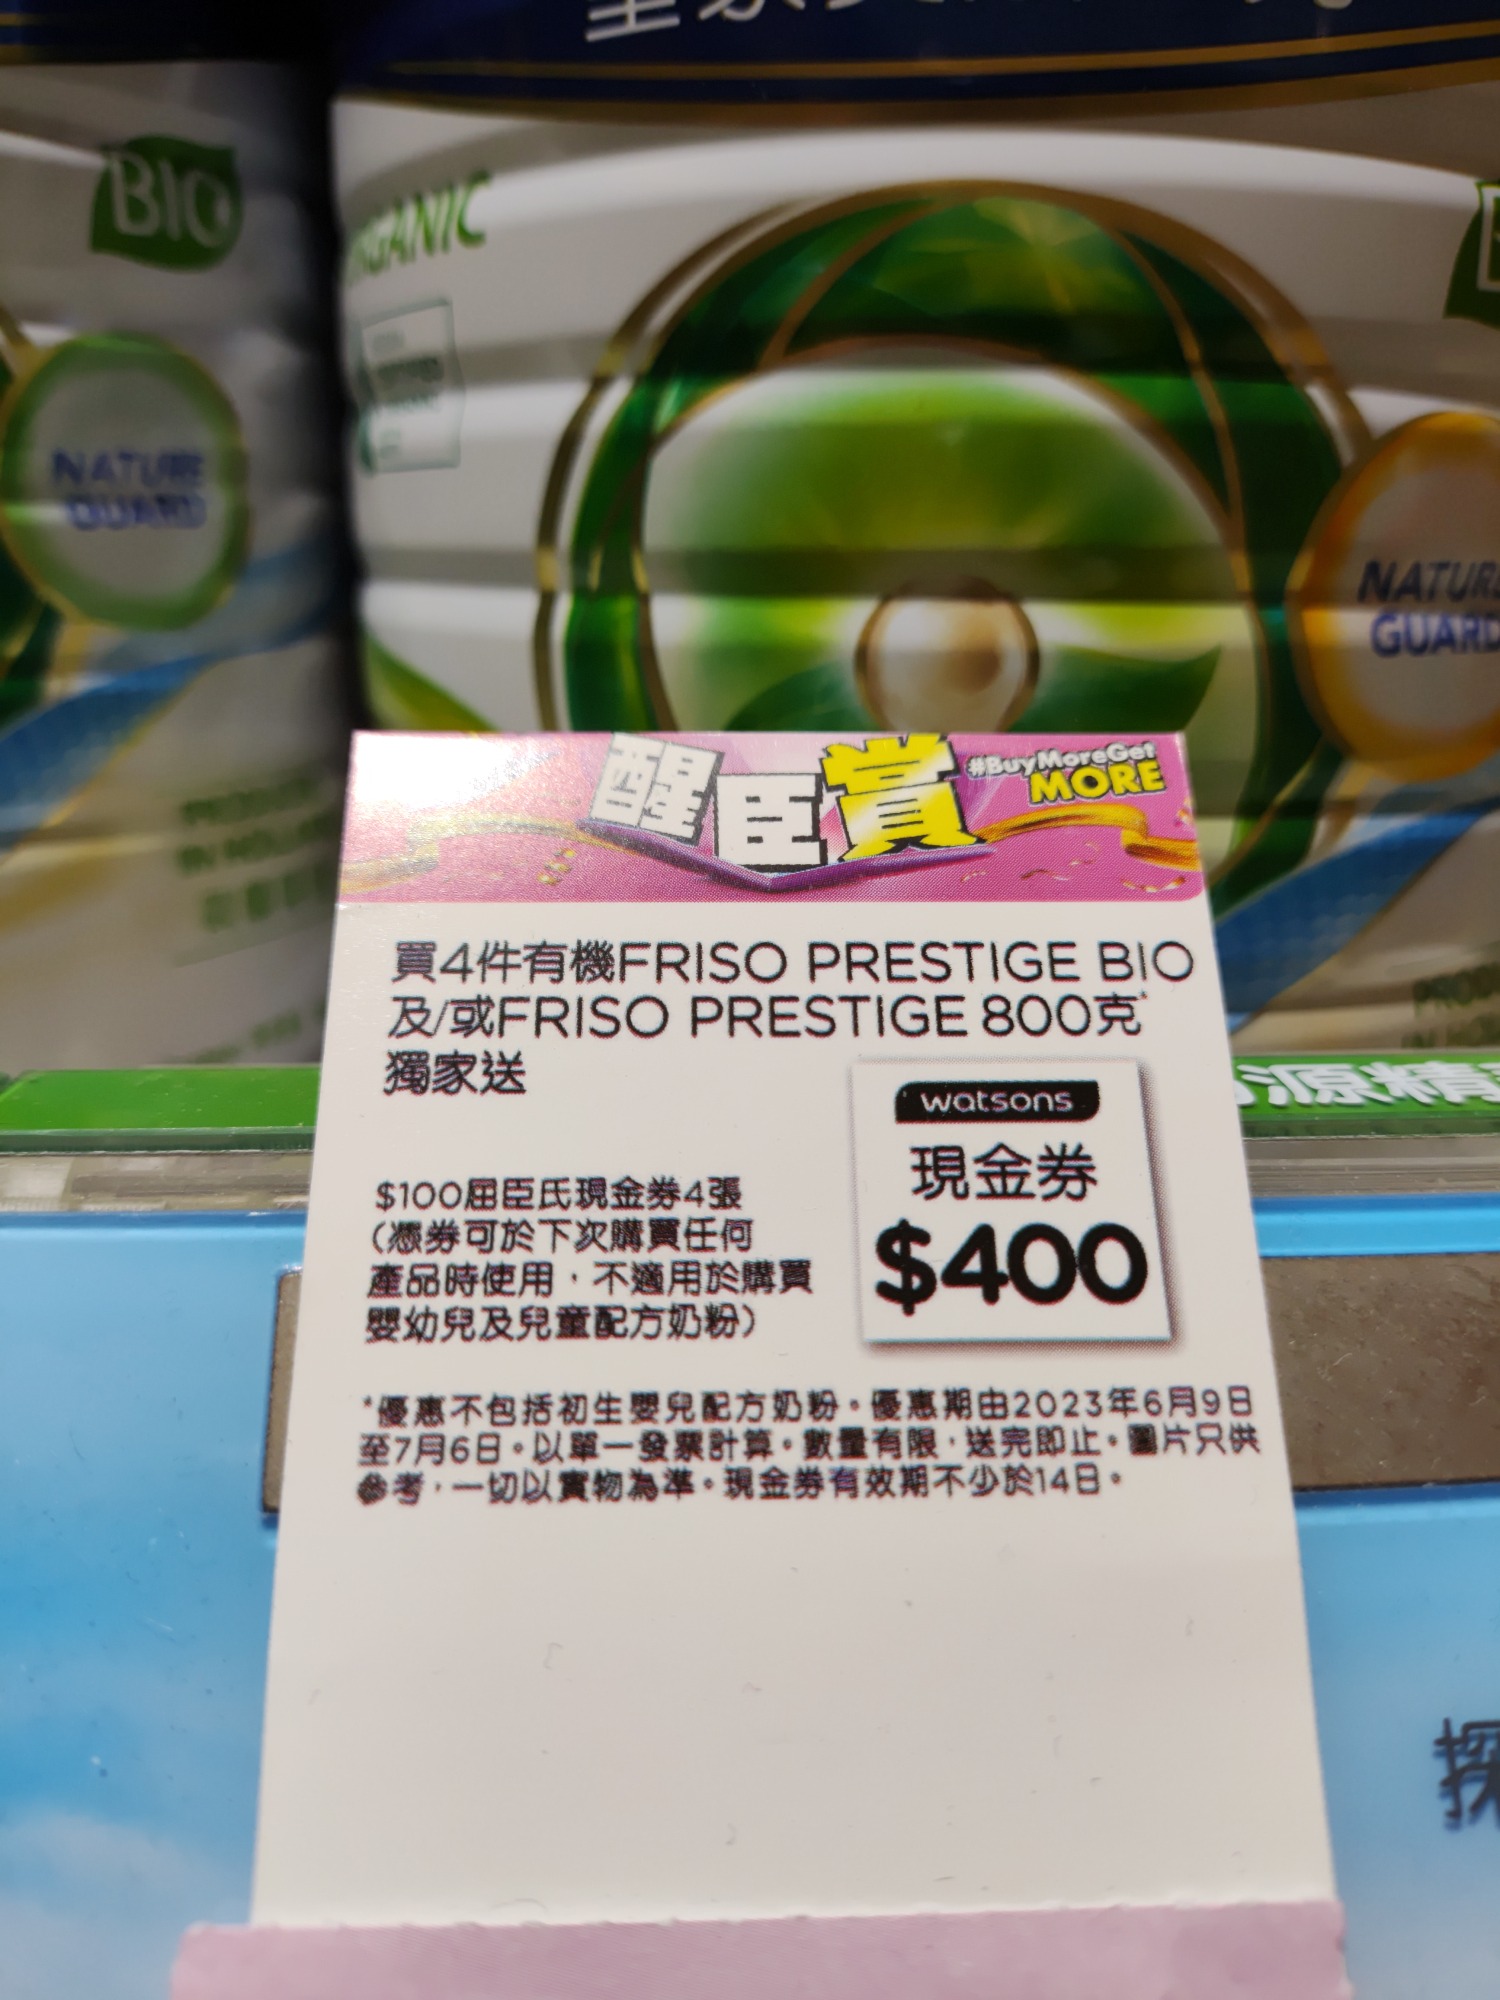 BIO
ORGANIC
NATURE
GUARD
NATURE
GUARD
醒臣賞
#BuyMoreGet
MORE
買4件有機FRISO PRESTIGE BIO
及/或FRISO PRESTIGE 800克*
獨家送
watsons
現金券
$400
$100屈臣氏現金券4張
(憑券可於下次購買任何
產品時使用，不適用於購買
嬰幼兒及兒童配方奶粉)
*優惠不包括初生嬰兒配方奶粉。優惠期由2023年6月9日
至7月6日。以單一發票計算。數量有限，送完即止。圖片只供
參考，一切以實物為準。現金券有效期不少於14日。
源精
探